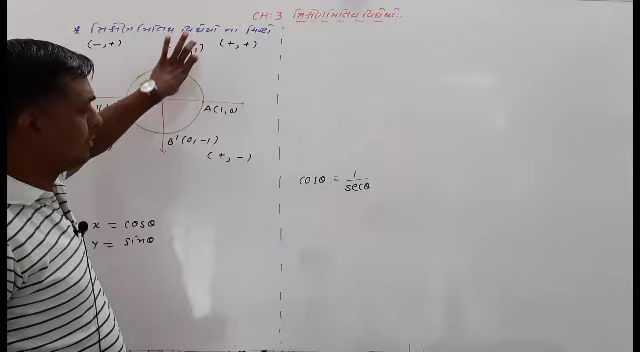 CH: 3 ત્રિકોણમિતિય વિધેયો..
* ત્રિકોણમિતિય વિધેયો નાં ચિહ્નો
(-, +)
(+, +)
A(1, 0)
B'(0, -1)
(+, -)
cosθ = 1/secθ
x = cosθ
y = sinθ